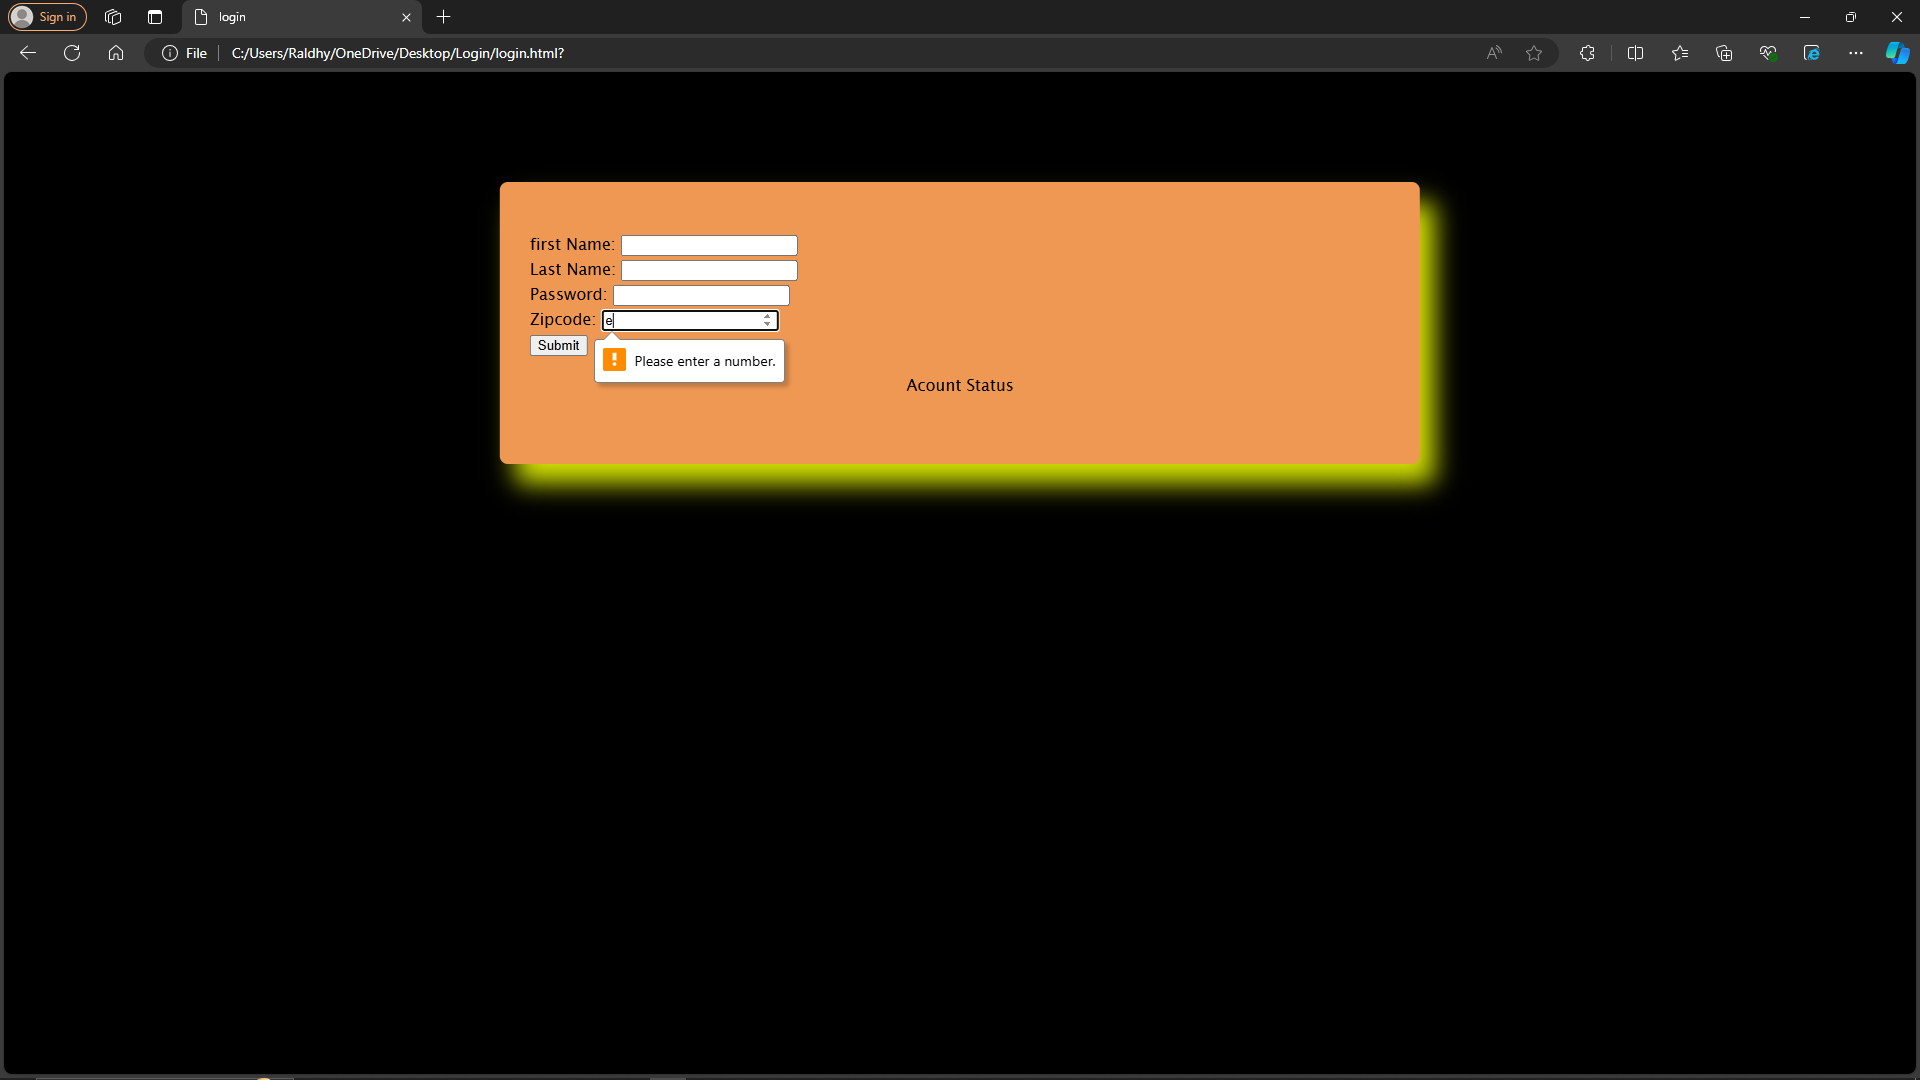 Sign in
login
File
C:/Users/Raldhy/OneDrive/Desktop/Login/login.html?
first Name:
Last Name:
Password:
Zipcode: e
Submit
Please enter a number.
Acount Status